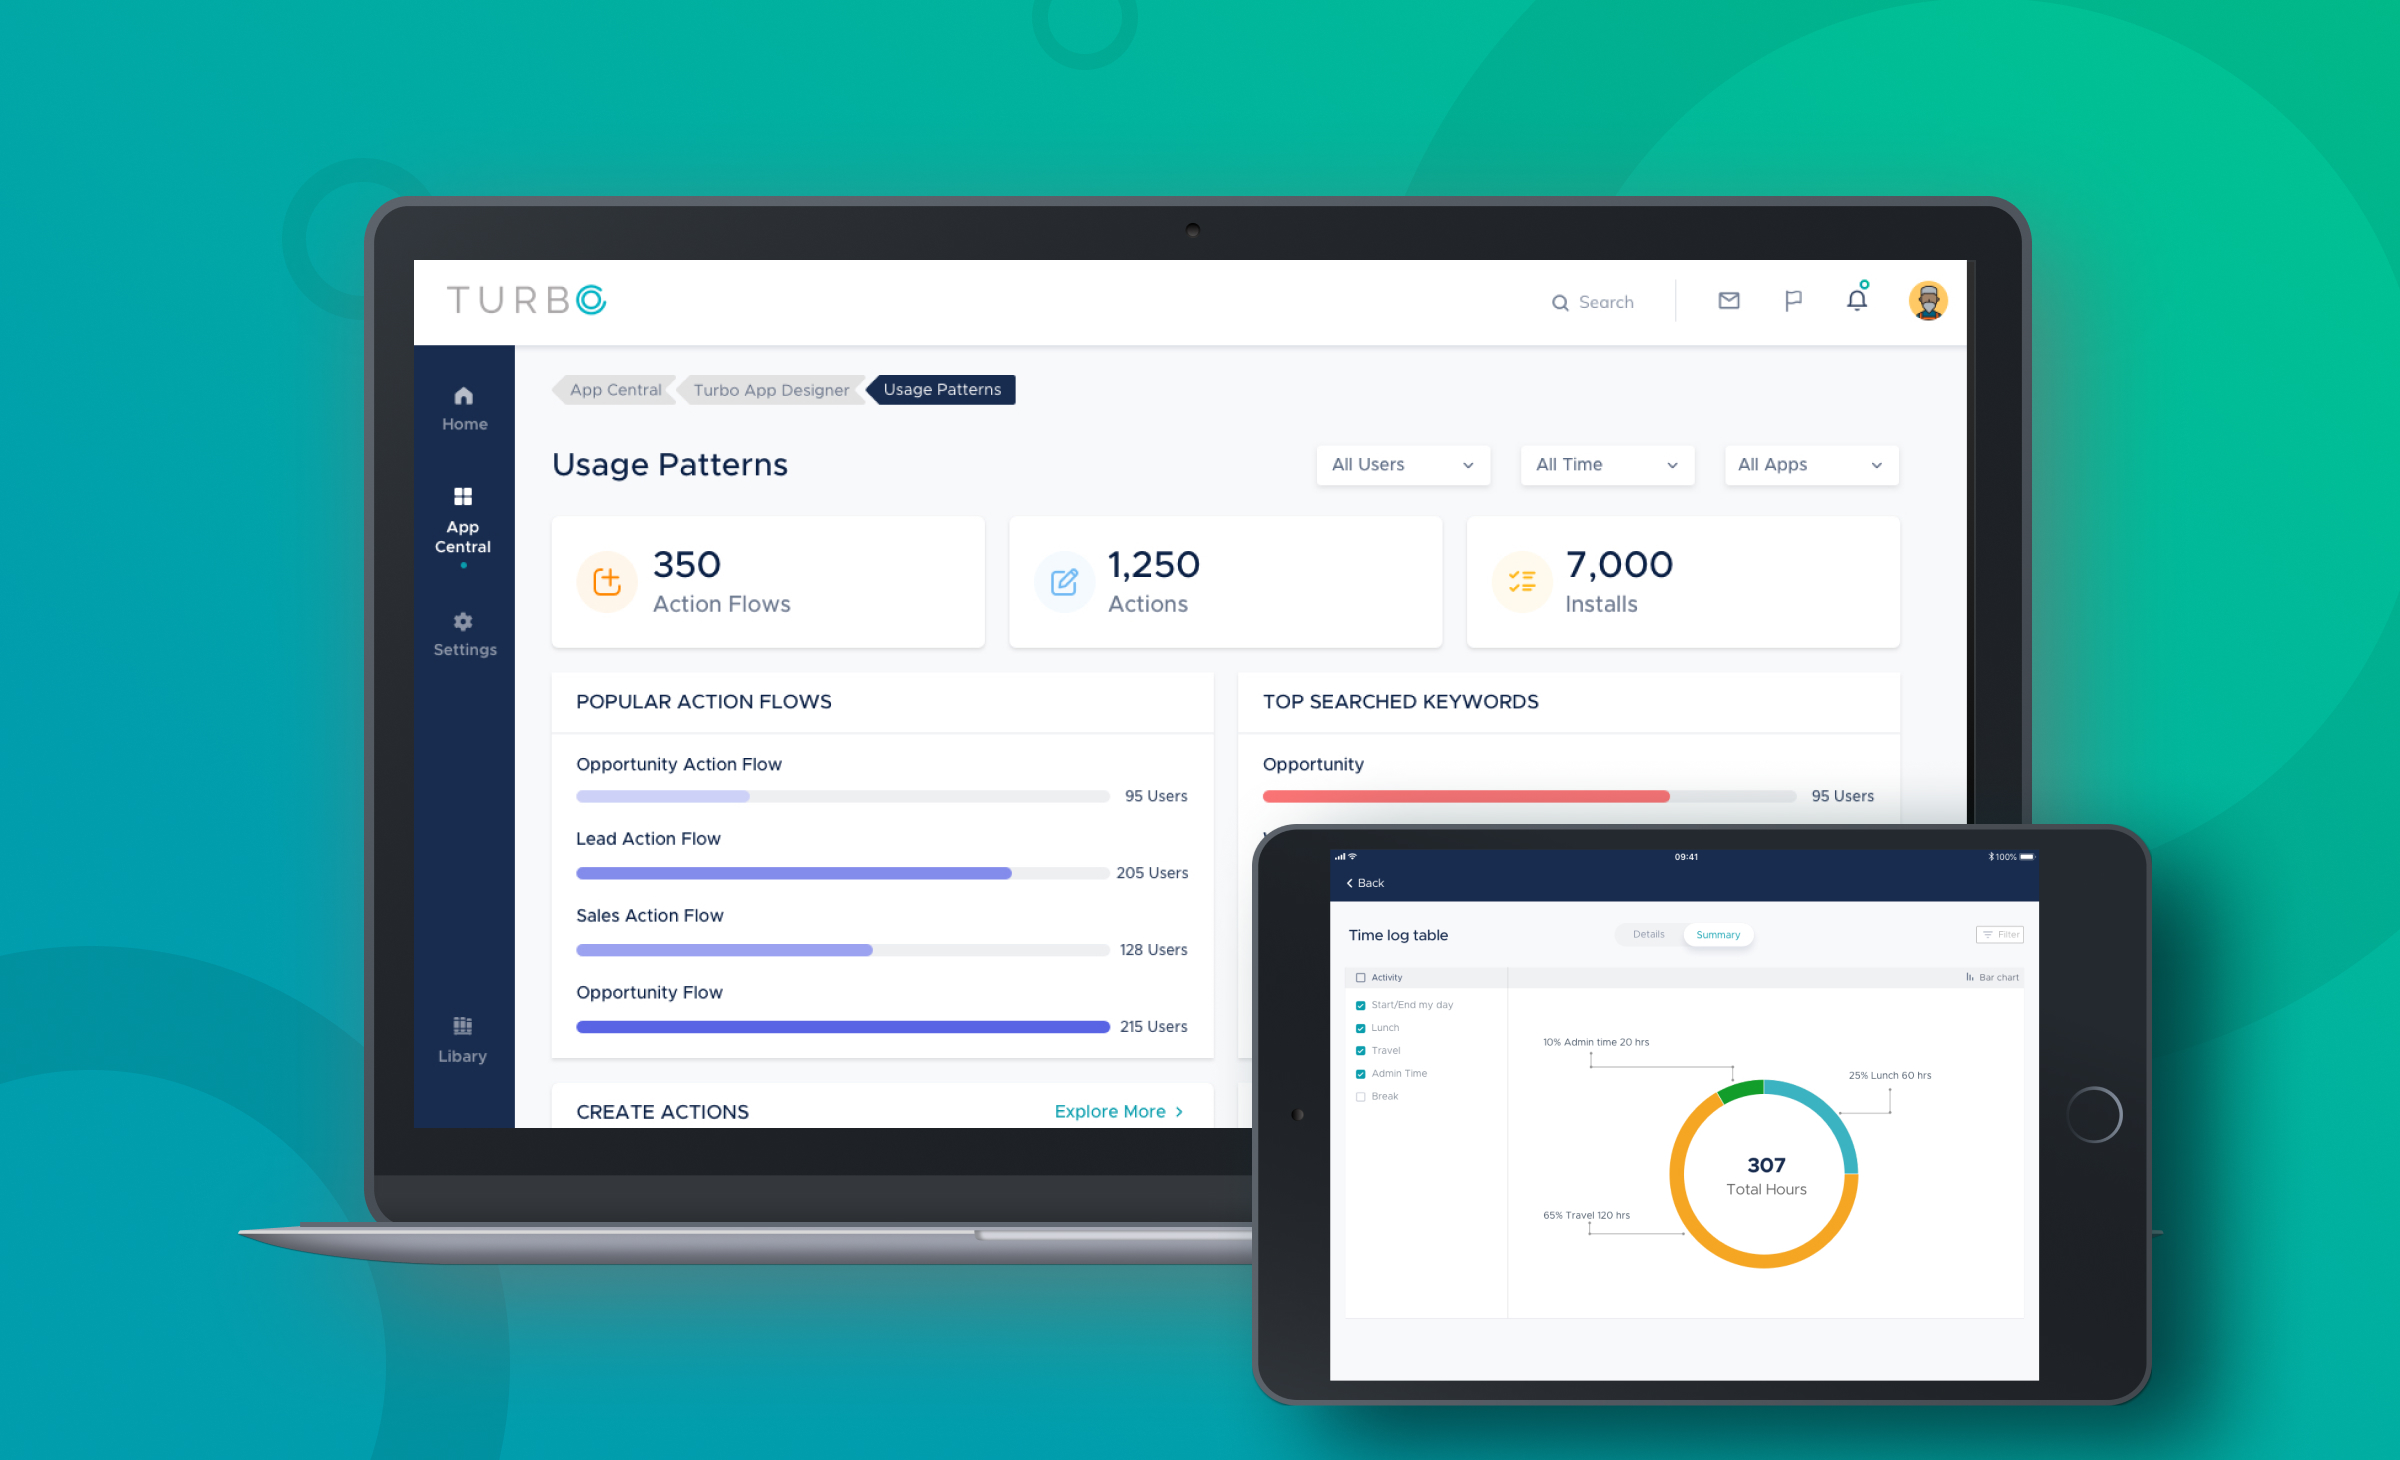 TURBO
Search
App Central
Turbo App Designer
Usage Patterns
Home
App
Central
Settings
Libary
Usage Patterns
All Users
All Time
All Apps
350
Action Flows
1,250
Actions
7,000
Installs
POPULAR ACTION FLOWS
Opportunity Action Flow
95 Users
Lead Action Flow
205 Users
Sales Action Flow
128 Users
Opportunity Flow
215 Users
TOP SEARCHED KEYWORDS
Opportunity
95 Users
CREATE ACTIONS
Explore More >
09:41
100%
Back
Time log table
Details
Summary
Filter
Activity
Bar chart
Start/End my day
Lunch
Travel
Admin Time
Break
10% Admin time 20 hrs
25% Lunch 60 hrs
307
Total Hours
65% Travel 120 hrs